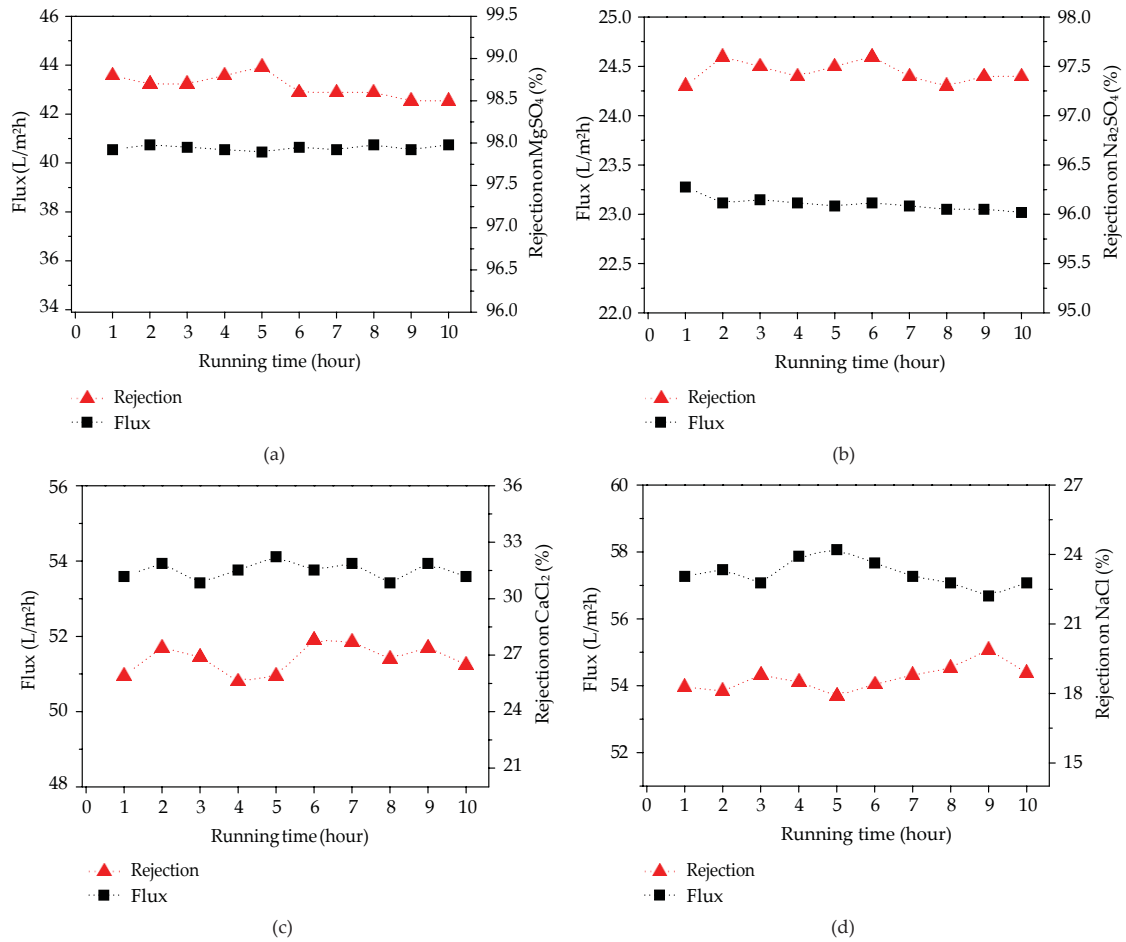 46
44
42
40
38
36
34
Flux (L/m²h)
99.5
99.0
98.5
98.0
97.5
97.0
96.5
96.0
Rejection on MgSO₄ (%)
0 1 2 3 4 5 6 7 8 9 10
Running time (hour)
Rejection
Flux
(a)
25.0
24.5
24.0
23.5
23.0
22.5
22.0
Flux (L/m²h)
98.0
97.5
97.0
96.5
96.0
95.5
95.0
Rejection on Na₂SO₄ (%)
0 1 2 3 4 5 6 7 8 9 10
Running time (hour)
Rejection
Flux
(b)
56
54
52
50
48
Flux (L/m²h)
36
33
30
27
24
21
Rejection on CaCl₂ (%)
0 1 2 3 4 5 6 7 8 9 10
Running time (hour)
Rejection
Flux
(c)
60
58
56
54
52
Flux (L/m²h)
27
24
21
18
15
Rejection on NaCl (%)
0 1 2 3 4 5 6 7 8 9 10
Running time (hour)
Rejection
Flux
(d)